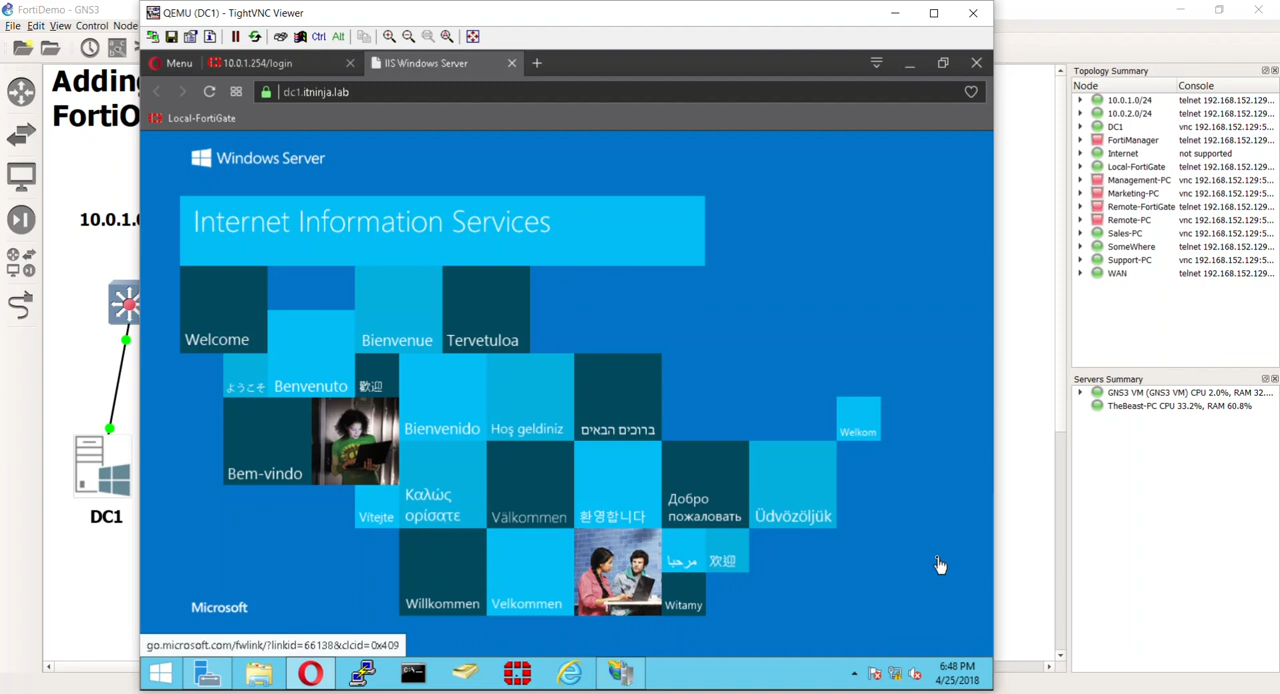 FortiDemo - GNS3
File Edit View Control Node
Adding
FortiO
10.0.1.0
DC1
QEMU (DC1) - TightVNC Viewer
Ctrl Alt
Menu
10.0.1.254/login
IIS Windows Server
dc1.itninja.lab
Local-FortiGate
Windows Server
Internet Information Services
Welcome
Bienvenue
Tervetuloa
ようこそ
Benvenuto
歡迎
Bienvenido
Hoş geldiniz
ברוכים הבאים
Welkom
Bem-vindo
Vítejte
Καλώς
ορίσατε
Välkommen
환영합니다
Добро
пожаловать
Üdvözöljük
Willkommen
Velkommen
مرحبا
欢迎
Witamy
Microsoft
go.microsoft.com/fwlink/?linkid=66138&clcid=0x409
6:48 PM
4/25/2018
Topology Summary
Node Console
10.0.1.0/24 telnet 192.168.152.129...
10.0.2.0/24 telnet 192.168.152.129...
DC1 vnc 192.168.152.129:5...
FortiManager telnet 192.168.152.129...
Internet not supported
Local-FortiGate telnet 192.168.152.129...
Management-PC vnc 192.168.152.129:5...
Marketing-PC vnc 192.168.152.129:5...
Remote-FortiGate telnet 192.168.152.129...
Remote-PC vnc 192.168.152.129:5...
Sales-PC vnc 192.168.152.129:5...
SomeWhere telnet 192.168.152.129...
Support-PC vnc 192.168.152.129:5...
WAN telnet 192.168.152.129...
Servers Summary
GNS3 VM (GNS3 VM) CPU 2.0%, RAM 32....
TheBeast-PC CPU 33.2%, RAM 60.8%